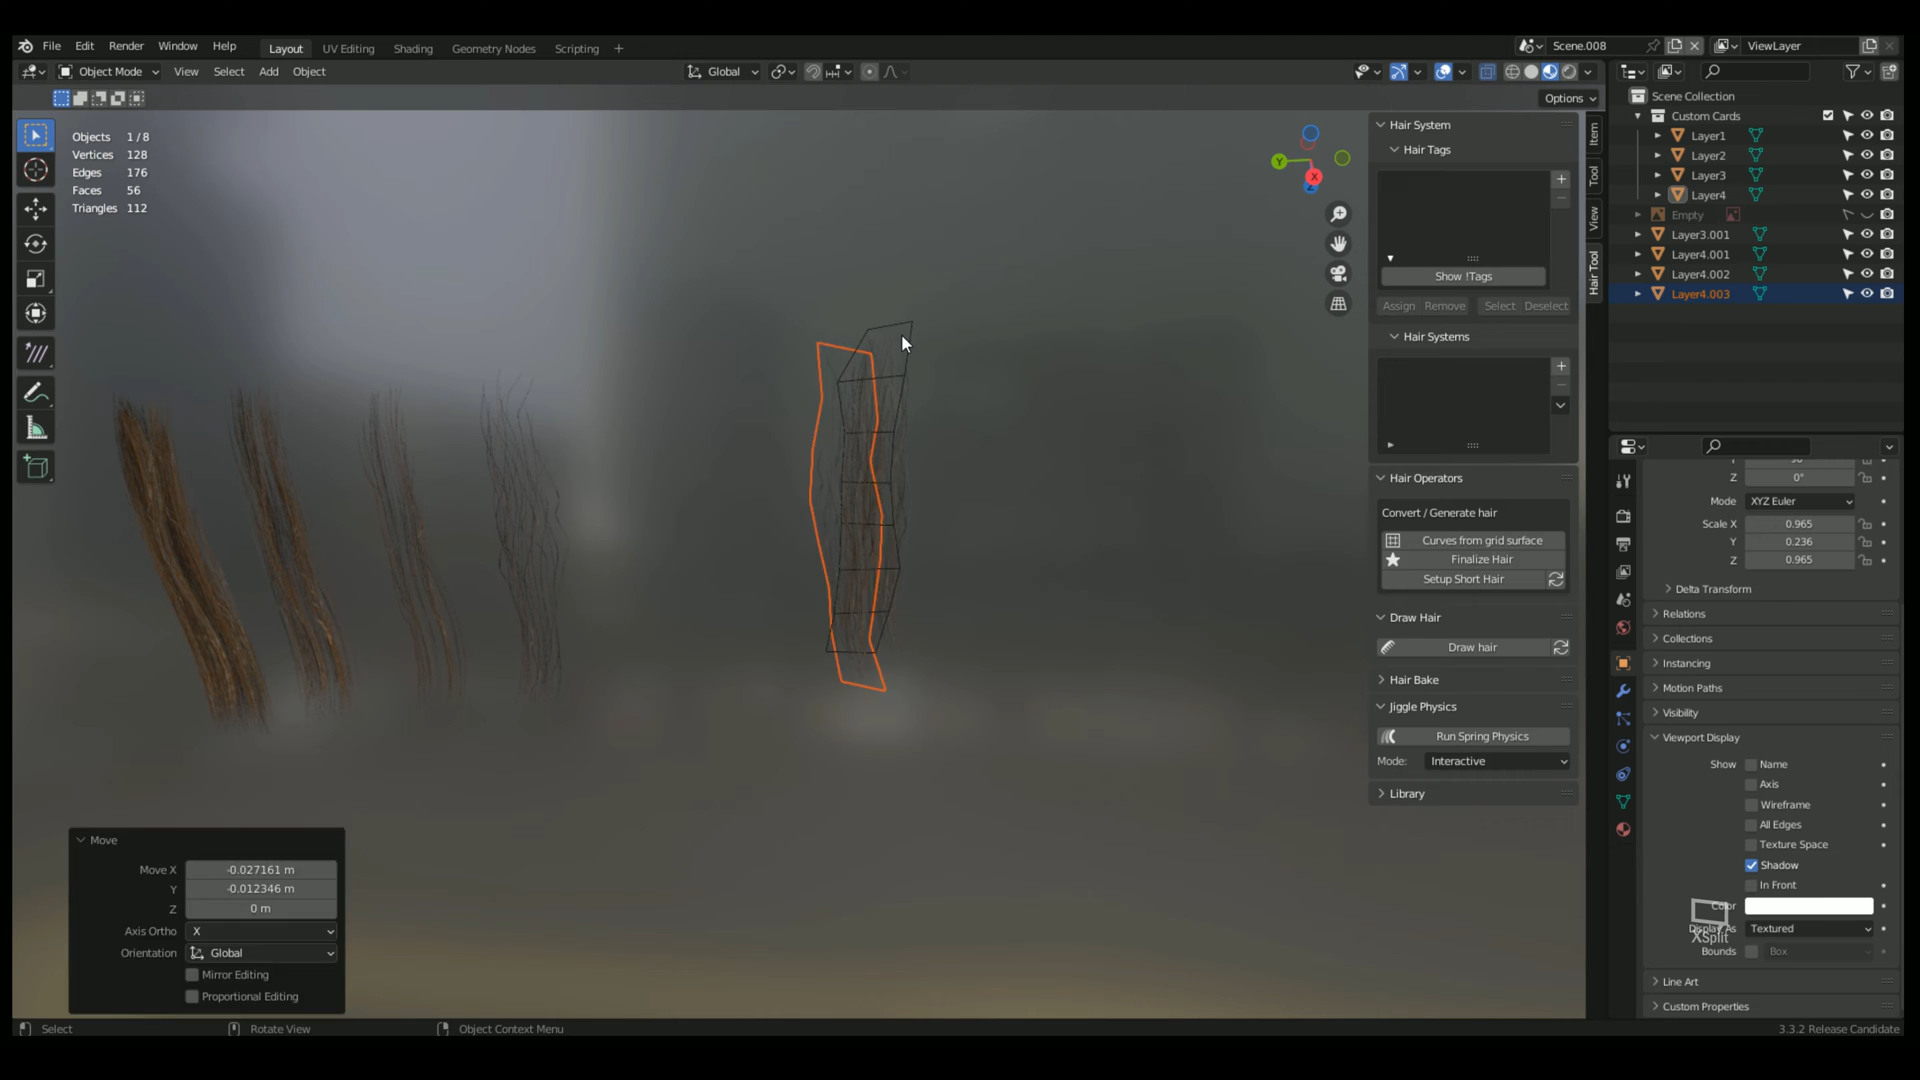 File Edit Render Window Help Layout UV Editing Shading Geometry Nodes Scripting + Scene.008 ViewLayer
Object Mode View Select Add Object Global
Options
Objects 1 / 8
Vertices 128
Edges 176
Faces 56
Triangles 112
Y
X
Z
Hair System
Hair Tags
Show !Tags
Assign Remove Select Deselect
Hair Systems
Hair Operators
Convert / Generate hair
Curves from grid surface
Finalize Hair
Setup Short Hair
Draw Hair
Draw hair
Hair Bake
Jiggle Physics
Run Spring Physics
Mode: Interactive
Library
Item
Tool
View
Hair Tool
Scene Collection
Custom Cards
Layer1
Layer2
Layer3
Layer4
Empty
Layer3.001
Layer4.001
Layer4.002
Layer4.003
Z 0°
Mode XYZ Euler
Scale X 0.965
Y 0.236
Z 0.965
Delta Transform
Relations
Collections
Instancing
Motion Paths
Visibility
Viewport Display
Show Name
Axis
Wireframe
All Edges
Texture Space
Shadow
In Front
Color
Display As Textured
XSplit
Bounds Box
Line Art
Custom Properties
Move
Move X -0.027161 m
Y -0.012346 m
Z 0 m
Axis Ortho X
Orientation Global
Mirror Editing
Proportional Editing
Select Rotate View Object Context Menu 3.3.2 Release Candidate